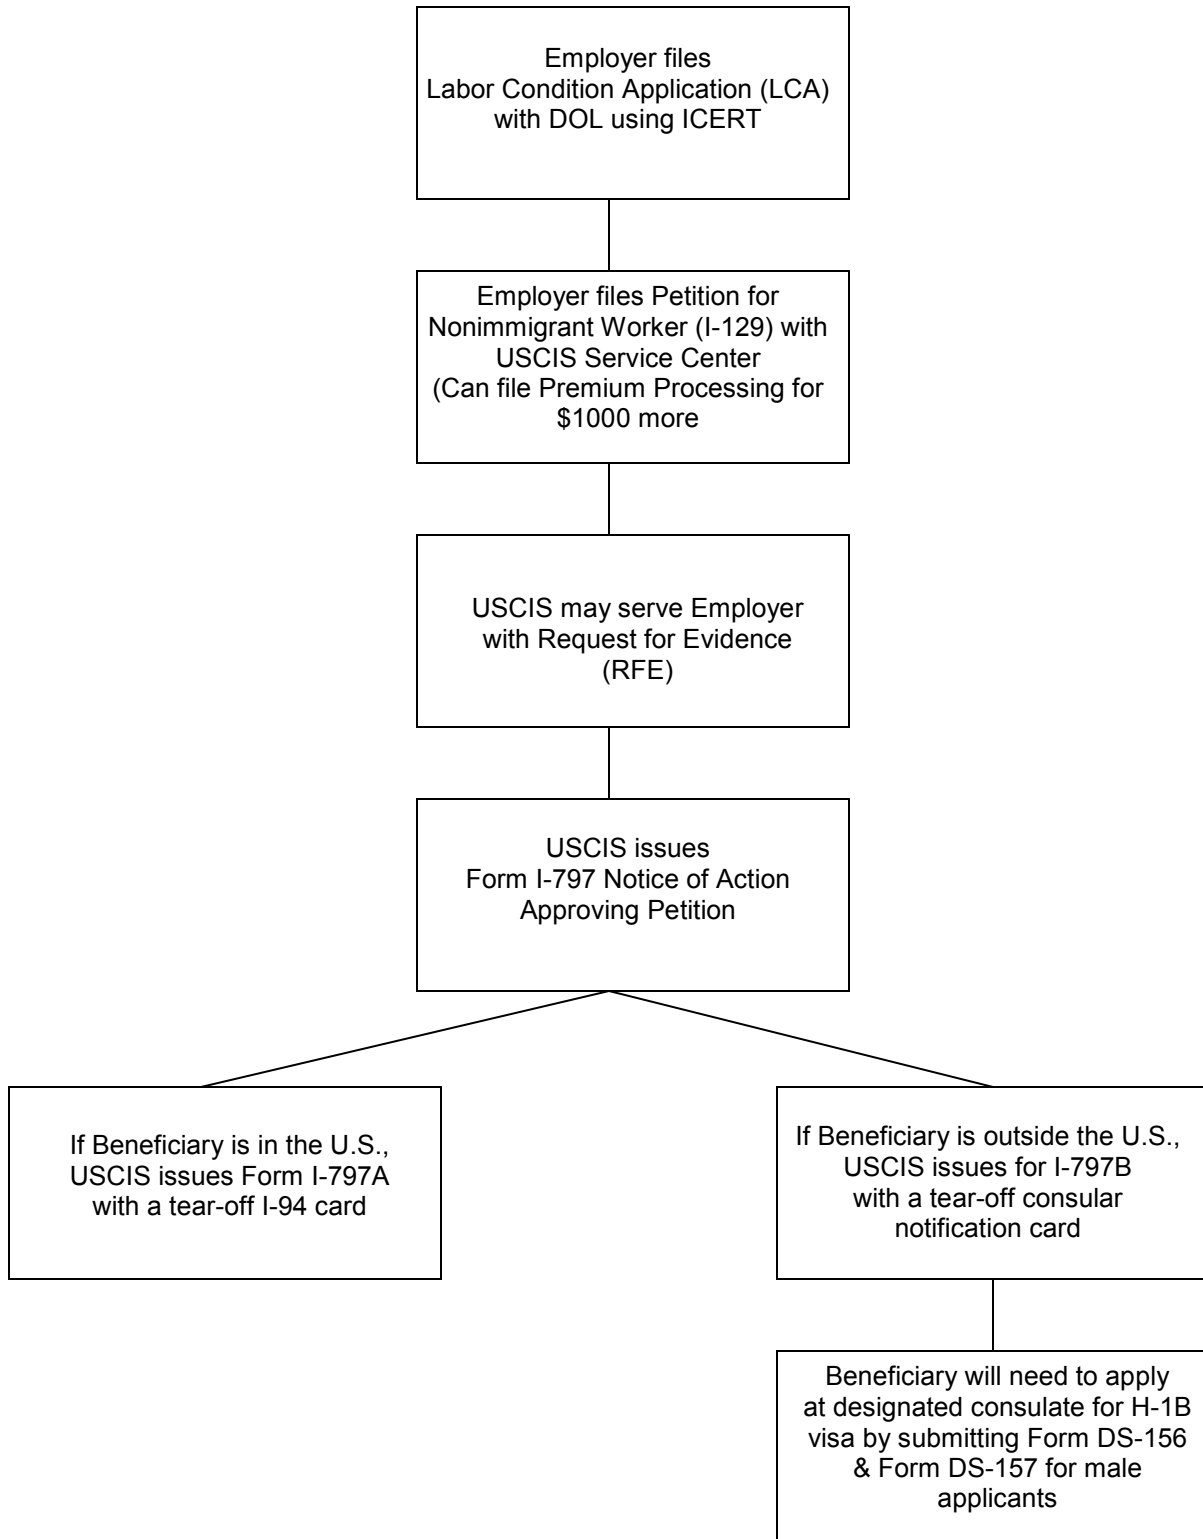 Employer files
Labor Condition Application (LCA)
with DOL using ICERT
Employer files Petition for
Nonimmigrant Worker (I-129) with
USCIS Service Center
(Can file Premium Processing for
$1000 more
USCIS may serve Employer
with Request for Evidence
(RFE)
USCIS issues
Form I-797 Notice of Action
Approving Petition
If Beneficiary is in the U.S.,
USCIS issues Form I-797A
with a tear-off I-94 card
If Beneficiary is outside the U.S.,
USCIS issues for I-797B
with a tear-off consular
notification card
Beneficiary will need to apply
at designated consulate for H-1B
visa by submitting Form DS-156
& Form DS-157 for male
applicants